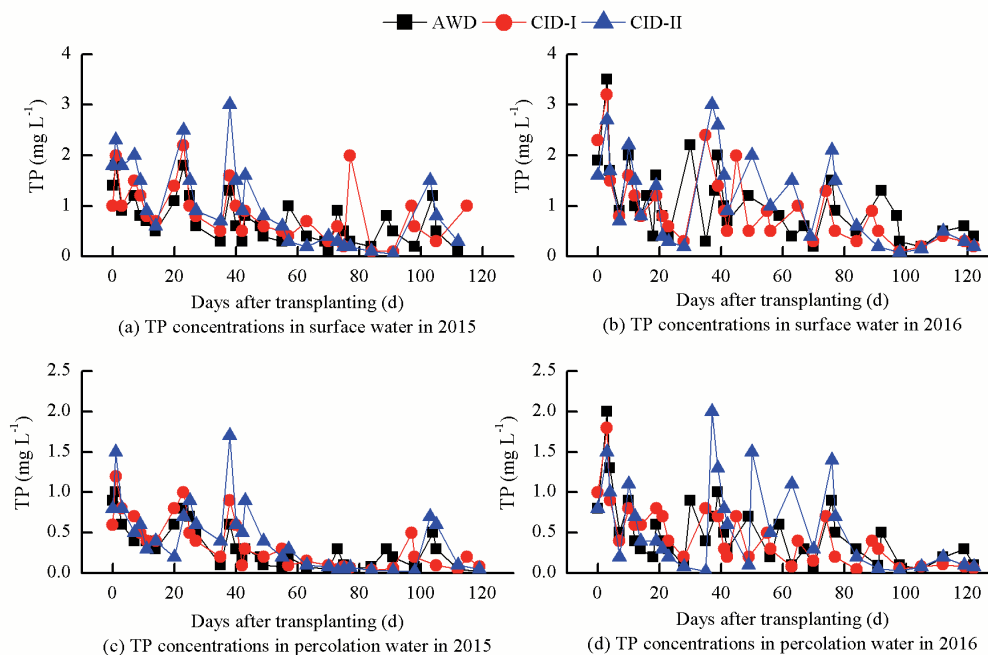 AWD CID-I CID-II
4
3
2
1
0
TP (mg L⁻¹)
0 20 40 60 80 100 120
Days after transplanting (d)
(a) TP concentrations in surface water in 2015
4
3
2
1
0
TP (mg L⁻¹)
0 20 40 60 80 100 120
Days after transplanting (d)
(b) TP concentrations in surface water in 2016
2.5
2.0
1.5
1.0
0.5
0.0
TP (mg L⁻¹)
0 20 40 60 80 100 120
Days after transplanting (d)
(c) TP concentrations in percolation water in 2015
2.5
2.0
1.5
1.0
0.5
0.0
TP (mg L⁻¹)
0 20 40 60 80 100 120
Days after transplanting (d)
(d) TP concentrations in percolation water in 2016